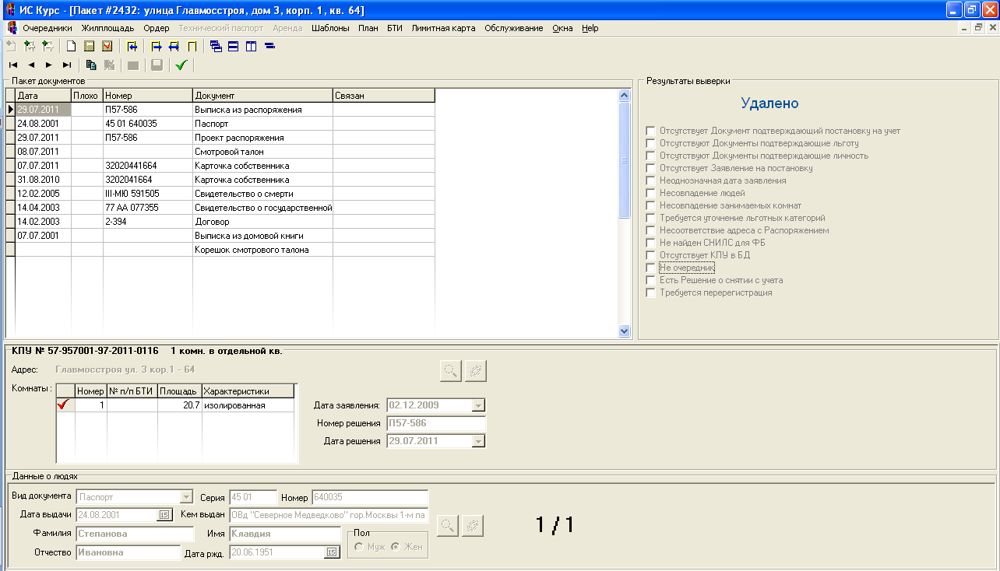 ИС Курс - [Пакет #2432: улица Главмосстроя, дом 3, корп. 1, кв. 64]
Очередники Жилплощадь Ордер Технический паспорт Аренда Шаблоны План БТИ Лимитная карта Обслуживание Окна Help
Пакет документов
Дата Плохо Номер Документ Связан
29.07.2011 П57-586 Выписка из распоряжения
24.08.2001 45 01 640035 Паспорт
29.07.2011 П57-586 Проект распоряжения
08.07.2011 Смотровой талон
07.07.2011 32020441664 Карточка собственника
31.08.2010 3202041664 Карточка собственника
12.02.2005 III-МЮ 591505 Свидетельство о смерти
14.04.2003 77 АА 077355 Свидетельство о государственной
14.02.2003 2-394 Договор
07.07.2001 Выписка из домовой книги
Корешок смотрового талона
Результаты выверки
Удалено
Отсутствует Документ подтверждающий постановку на учет
Отсутствуют Документы подтверждающие льготу
Отсутствуют Документы подтверждающие личность
Отсутствует Заявление на постановку
Неоднозначная дата заявления
Несовпадение людей
Несовпадение занимаемых комнат
Требуется уточнение льготных категорий
Несоответствие адреса с Распоряжением
Не найден СНИЛС для ФБ
Отсутствует КПУ в БД
Не очередник
Есть Решение о снятии с учета
Требуется перерегистрация
КПУ № 57-957001-97-2011-0116 1 комн. в отдельной кв.
Адрес: Главмосстроя ул. 3 кор.1 - 64
Комнаты: Номер № п/п БТИ Площадь Характеристики
1 20.7 изолированная
Дата заявления: 02.12.2009
Номер решения П57-586
Дата решения 29.07.2011
Данные о людях
Вид документа Паспорт Серия 45 01 Номер 640035
Дата выдачи 24.08.2001 15 Кем выдан ОВд "Северное Медведково" гор.Москвы 1-м па
Фамилия Степанова Имя Клавдия Пол Муж Жен
Отчество Ивановна Дата ржд. 20.06.1951 15
1 / 1